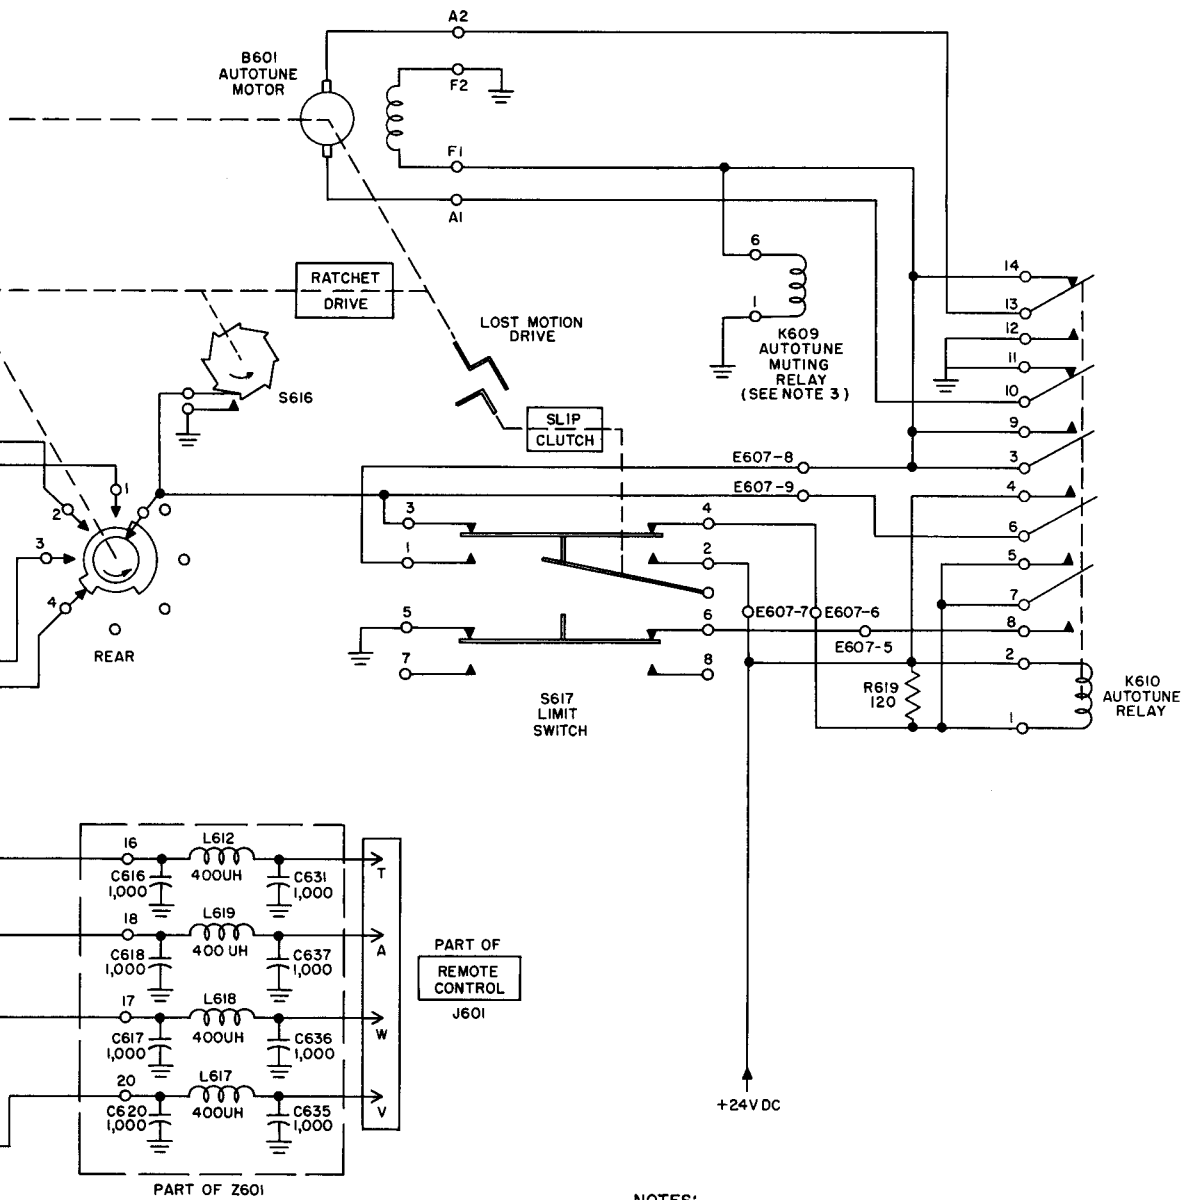 A2
B601
AUTOTUNE
MOTOR
F2
F1
A1
6
1
K609
AUTOTUNE
MUTING
RELAY
(SEE NOTE 3)
14
13
12
11
10
9
3
4
6
5
7
8
2
1
RATCHET
DRIVE
LOST MOTION
DRIVE
S616
SLIP
CLUTCH
E607-8
E607-9
1
2
3
4
REAR
3
4
1
2
5
6
7
8
E607-7
E607-6
E607-5
S617
LIMIT
SWITCH
R619
120
K610
AUTOTUNE
RELAY
16
L612
C616
1,000
400UH
C631
1,000
T
18
L619
C618
1,000
400UH
C637
1,000
A
17
L618
C617
1,000
400UH
C636
1,000
W
20
L617
C620
1,000
400UH
C635
1,000
V
PART OF
REMOTE
CONTROL
J601
+24V DC
PART OF Z601
NOTES: